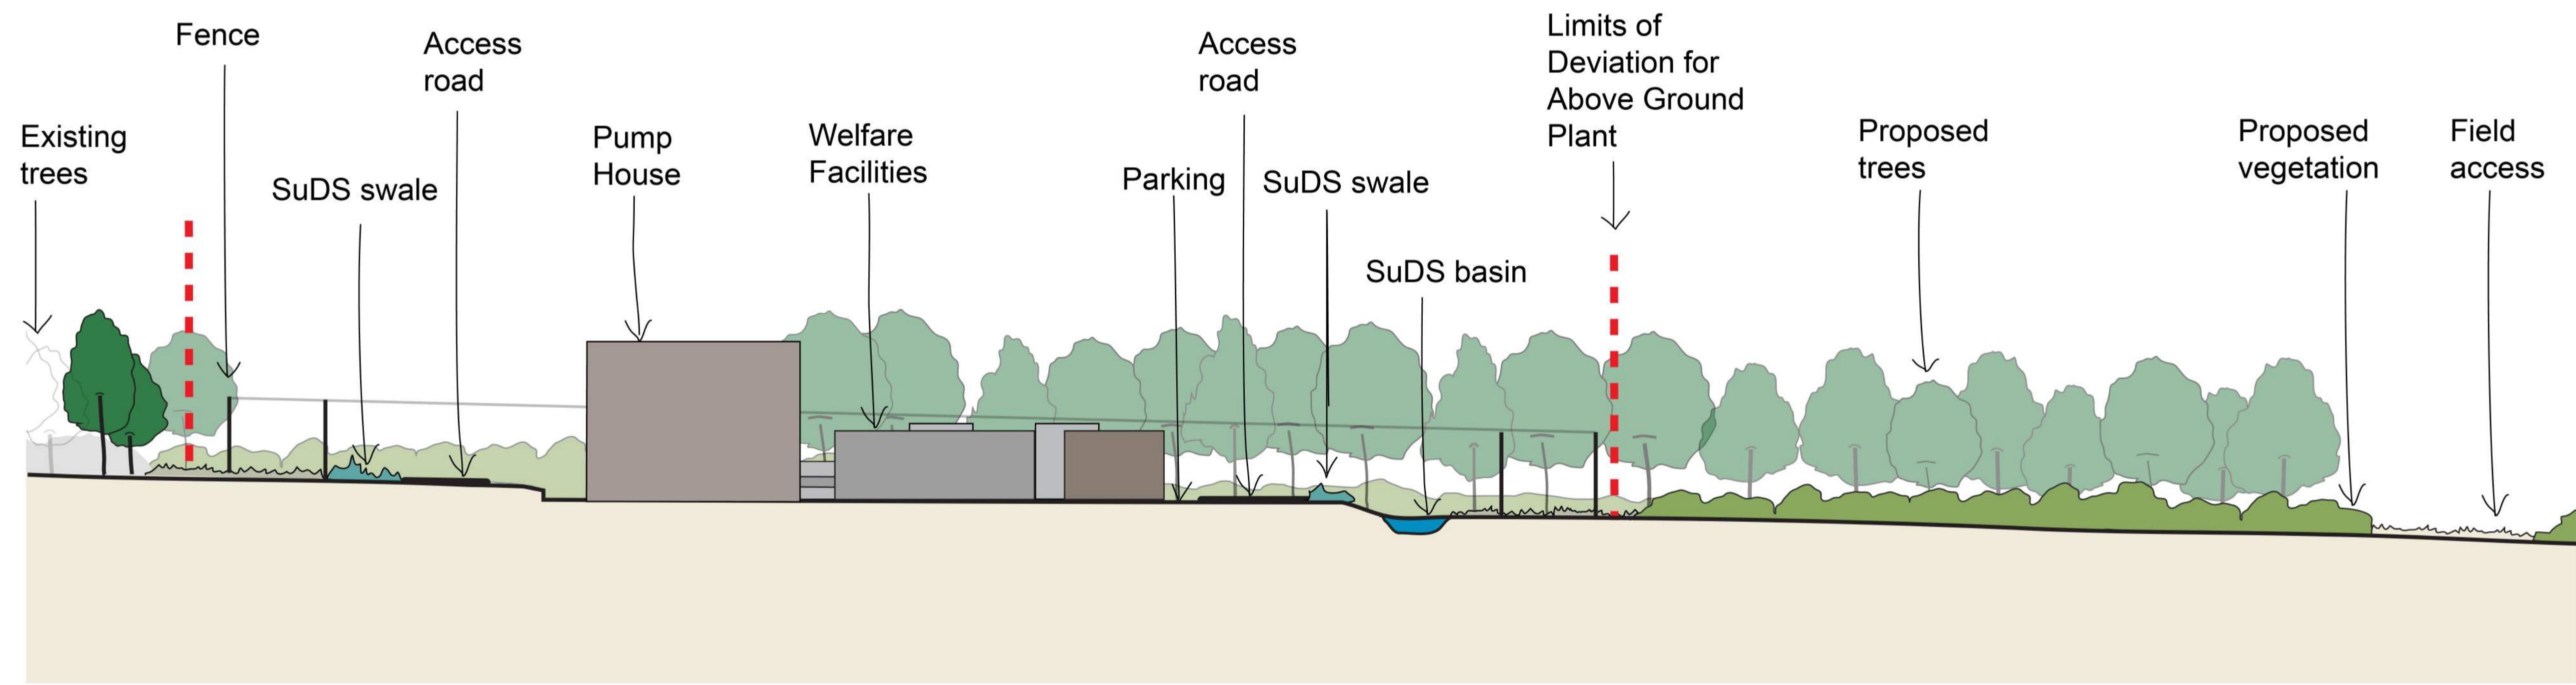 Existing
trees
Fence
SuDS swale
Access
road
Pump
House
Welfare
Facilities
Parking
Access
road
SuDS swale
SuDS basin
Limits of
Deviation for
Above Ground
Plant
Proposed
trees
Proposed
vegetation
Field
access